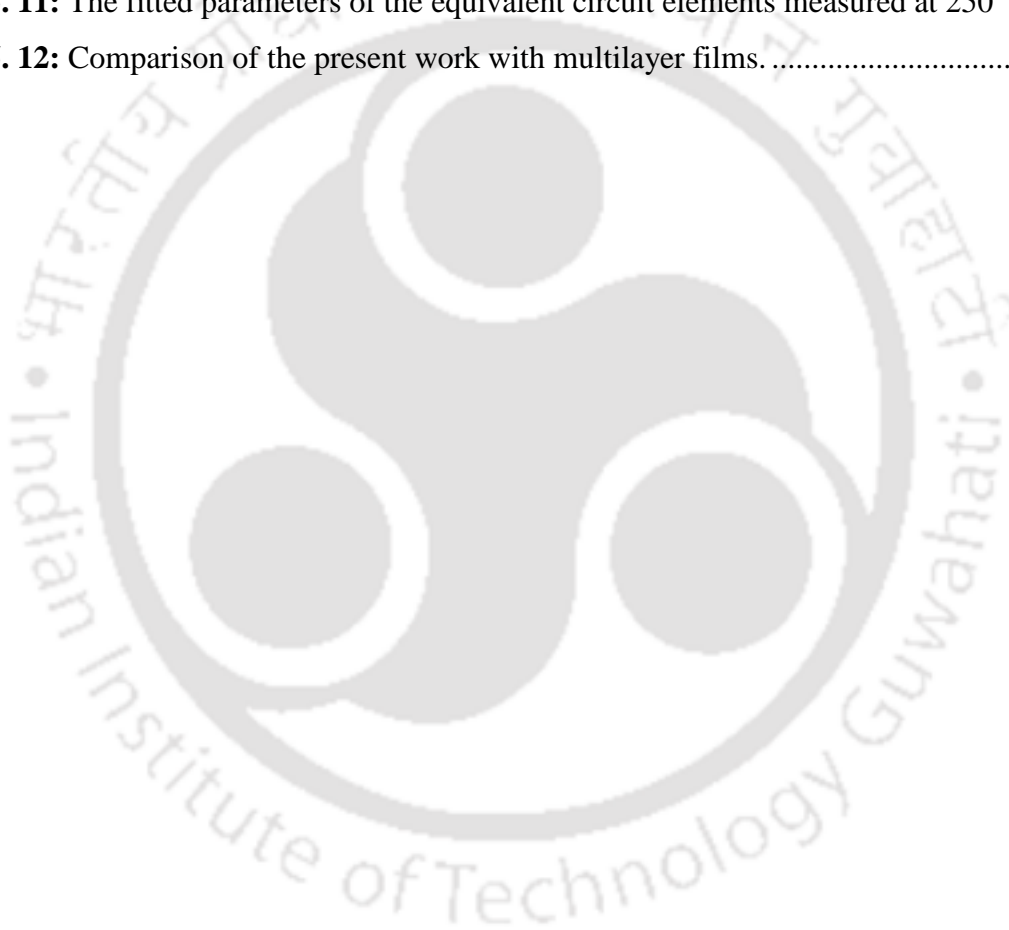 . 11: The fitted parameters of the equivalent circuit elements measured at 250
. 12: Comparison of the present work with multilayer films. ..............................
भारतीय
गुवाहाटी
• Indian Institute of Technology Guwahati •